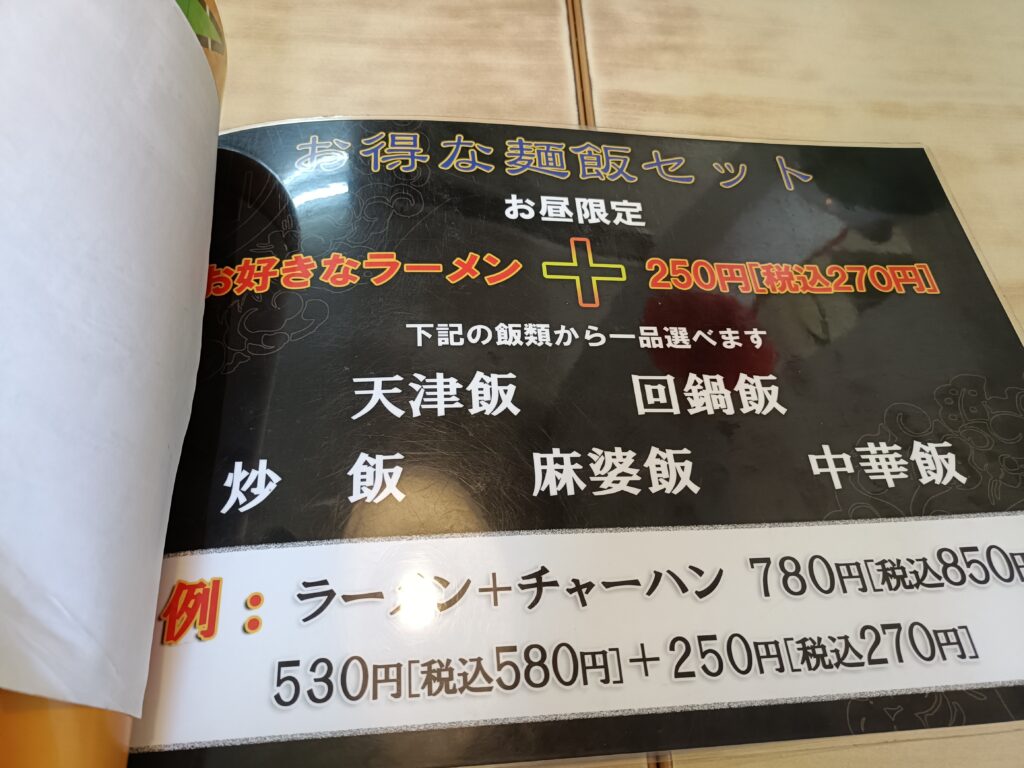 お得な麺飯セット
お昼限定
お好きなラーメン＋250円[税込270円]
下記の飯類から一品選べます
天津飯 回鍋飯
炒 飯 麻婆飯 中華飯
例：ラーメン＋チャーハン 780円[税込850円
530円[税込580円]＋250円[税込270円]